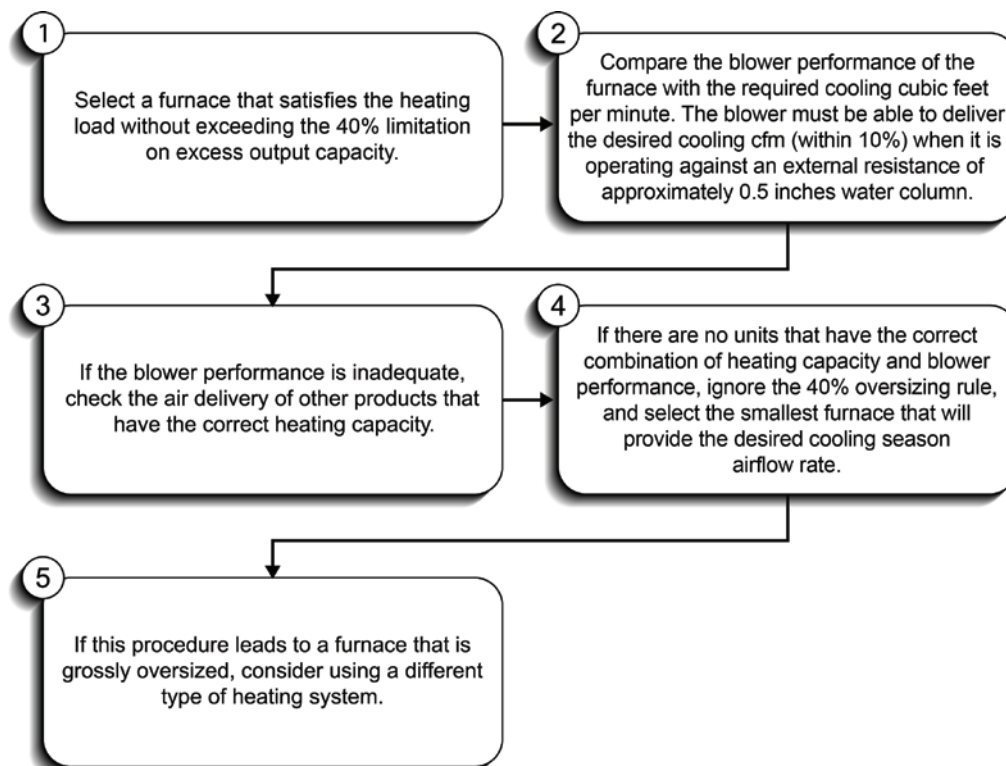 1
Select a furnace that satisfies the heating
load without exceeding the 40% limitation
on excess output capacity.
2
Compare the blower performance of the
furnace with the required cooling cubic feet
per minute. The blower must be able to deliver
the desired cooling cfm (within 10%) when it is
operating against an external resistance of
approximately 0.5 inches water column.
3
If the blower performance is inadequate,
check the air delivery of other products that
have the correct heating capacity.
4
If there are no units that have the correct
combination of heating capacity and blower
performance, ignore the 40% oversizing rule,
and select the smallest furnace that will
provide the desired cooling season
airflow rate.
5
If this procedure leads to a furnace that is
grossly oversized, consider using a different
type of heating system.